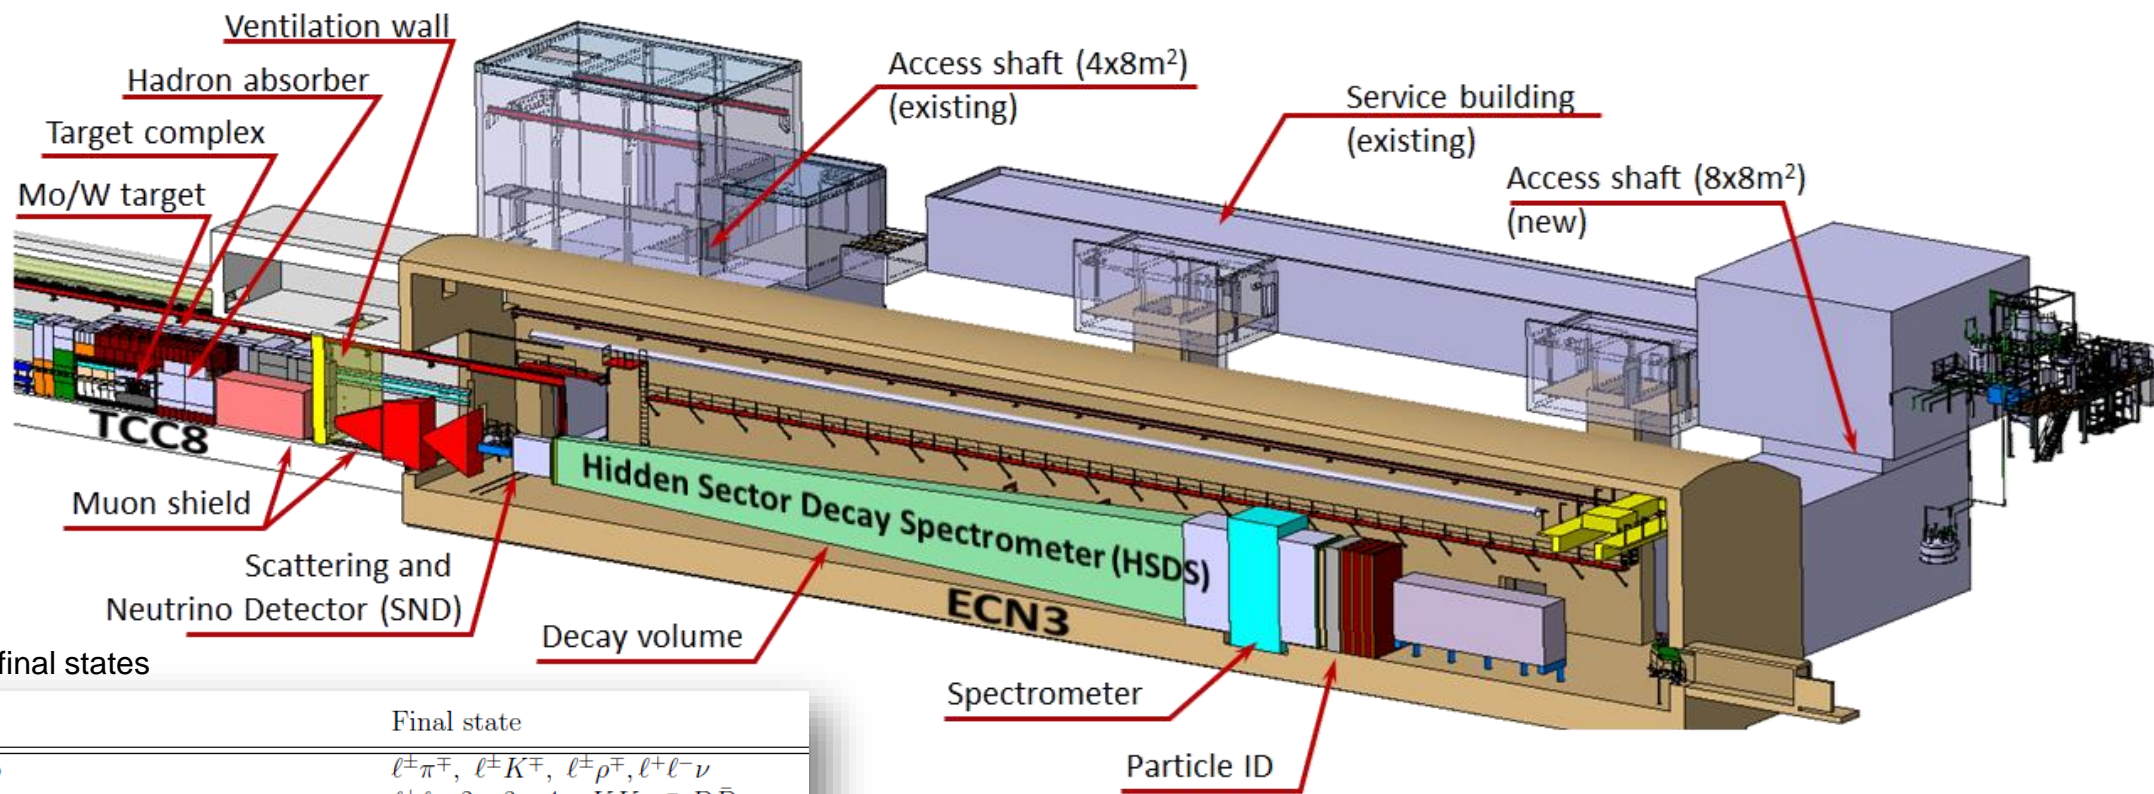 Ventilation wall
Hadron absorber
Target complex
Mo/W target
Access shaft (4x8m²)
(existing)
Service building
(existing)
Access shaft (8x8m²)
(new)
TCC8
Muon shield
Scattering and
Neutrino Detector (SND)
Hidden Sector Decay Spectrometer (HSDS)
ECN3
Decay volume
Spectrometer
Particle ID
final states
Final state
ℓ±π∓, ℓ±K∓, ℓ±ρ∓, ℓ+ℓ−ν